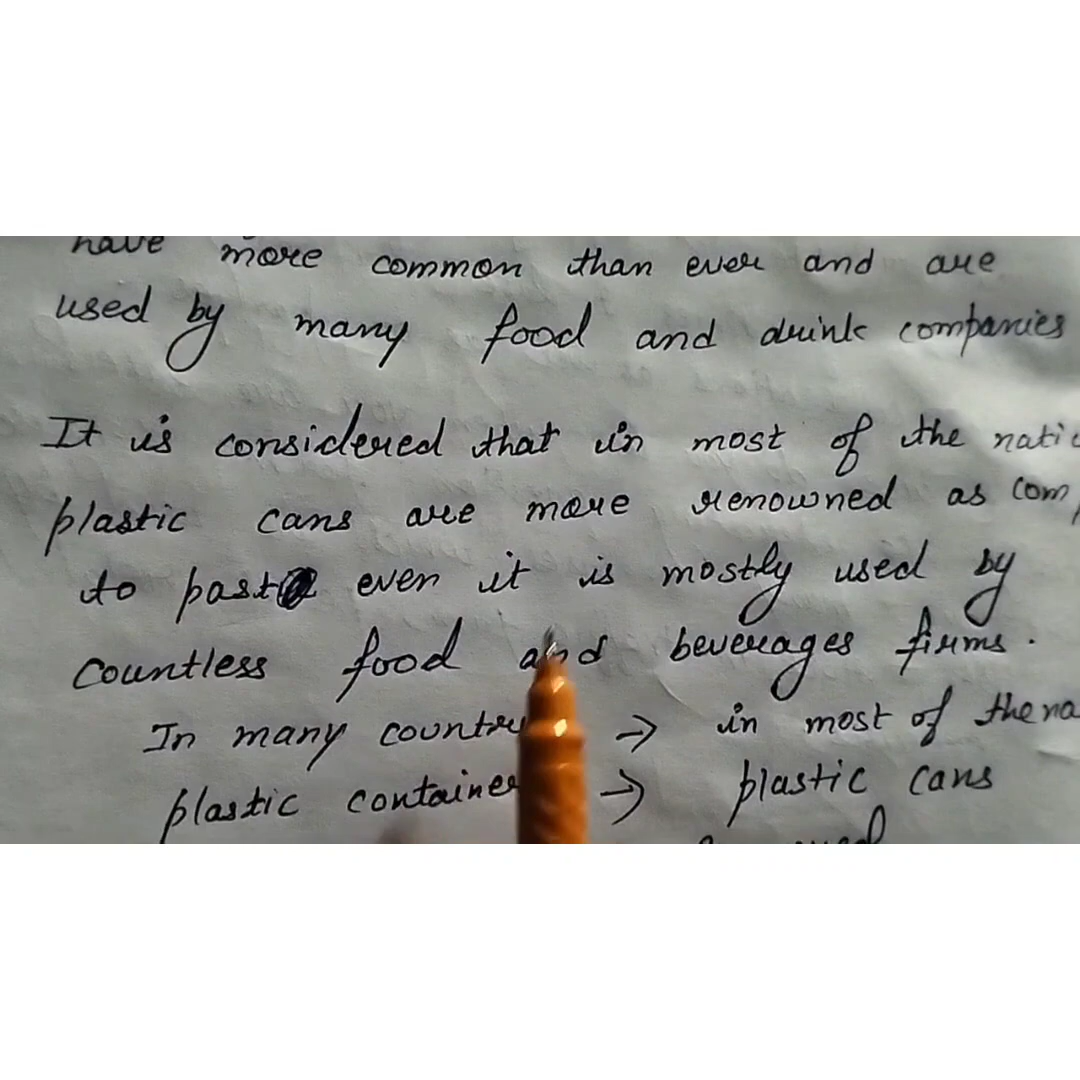 have more common than ever and are
used by many food and drink companies
It is considered that in most of the
plastic cans are more renowned as
to past even it is mostly used by
countless food and beverages firms.
In many → in most of the
plastic → plastic cans